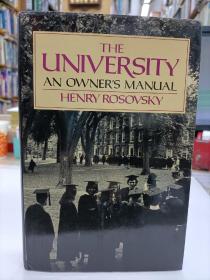 THE
UNIVERSITY
AN OWNER'S MANUAL
HENRY ROSOVSKY